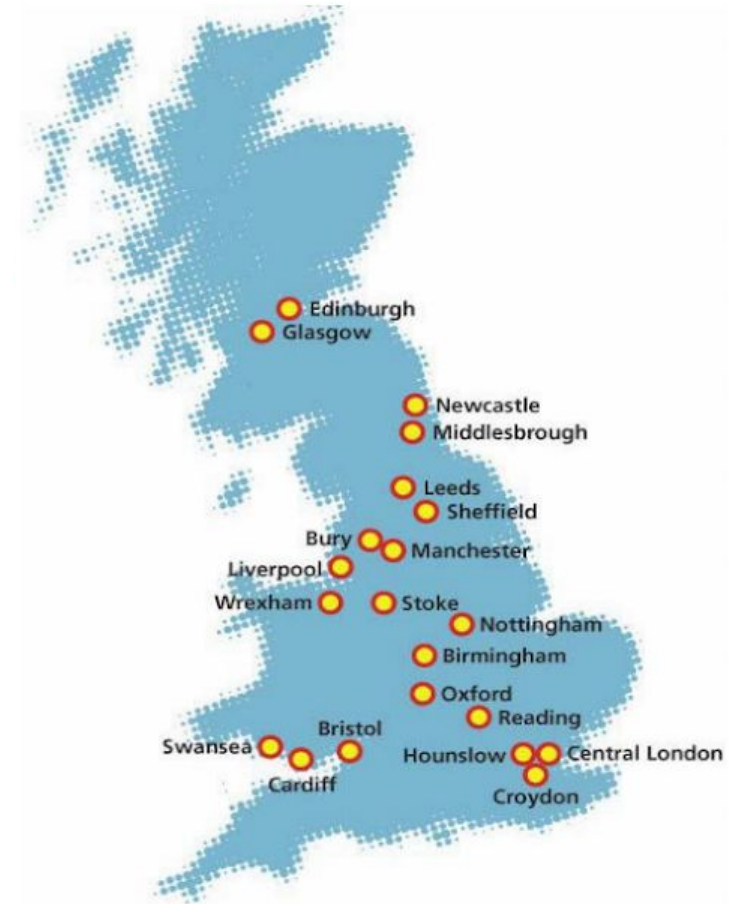 Edinburgh
Glasgow
Newcastle
Middlesbrough
Leeds
Sheffield
Bury
Manchester
Liverpool
Wrexham
Stoke
Nottingham
Birmingham
Oxford
Reading
Bristol
Swansea
Hounslow
Central London
Cardiff
Croydon